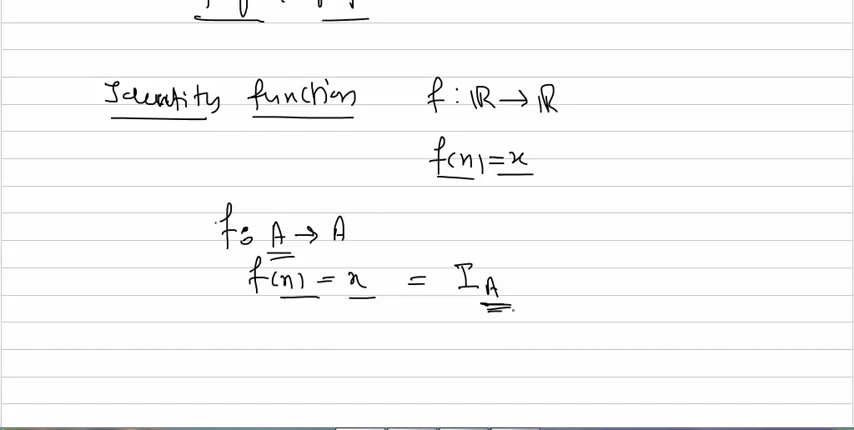 Identity function f : ℝ → ℝ
f(x) = x
f : A → A
f(x) = x = I_A